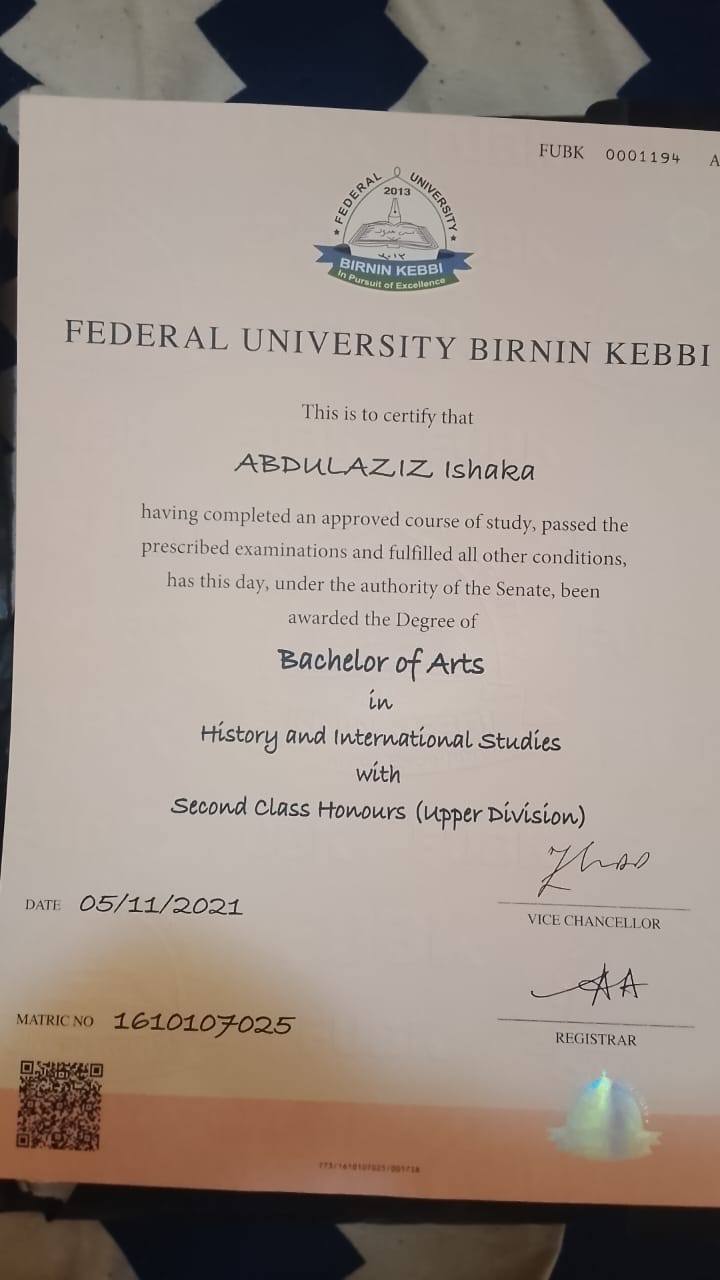 FUBK 0001194 A
FEDERAL UNIVERSITY
2013
٢٠١٣
BIRNIN KEBBI
In Pursuit of Excellence
FEDERAL UNIVERSITY BIRNIN KEBBI
This is to certify that
ABDULAZIZ Ishaka
having completed an approved course of study, passed the
prescribed examinations and fulfilled all other conditions,
has this day, under the authority of the Senate, been
awarded the Degree of
Bachelor of Arts
in
History and International Studies
with
Second Class Honours (Upper Division)
DATE 05/11/2021
VICE CHANCELLOR
MATRIC NO 1610107025
REGISTRAR